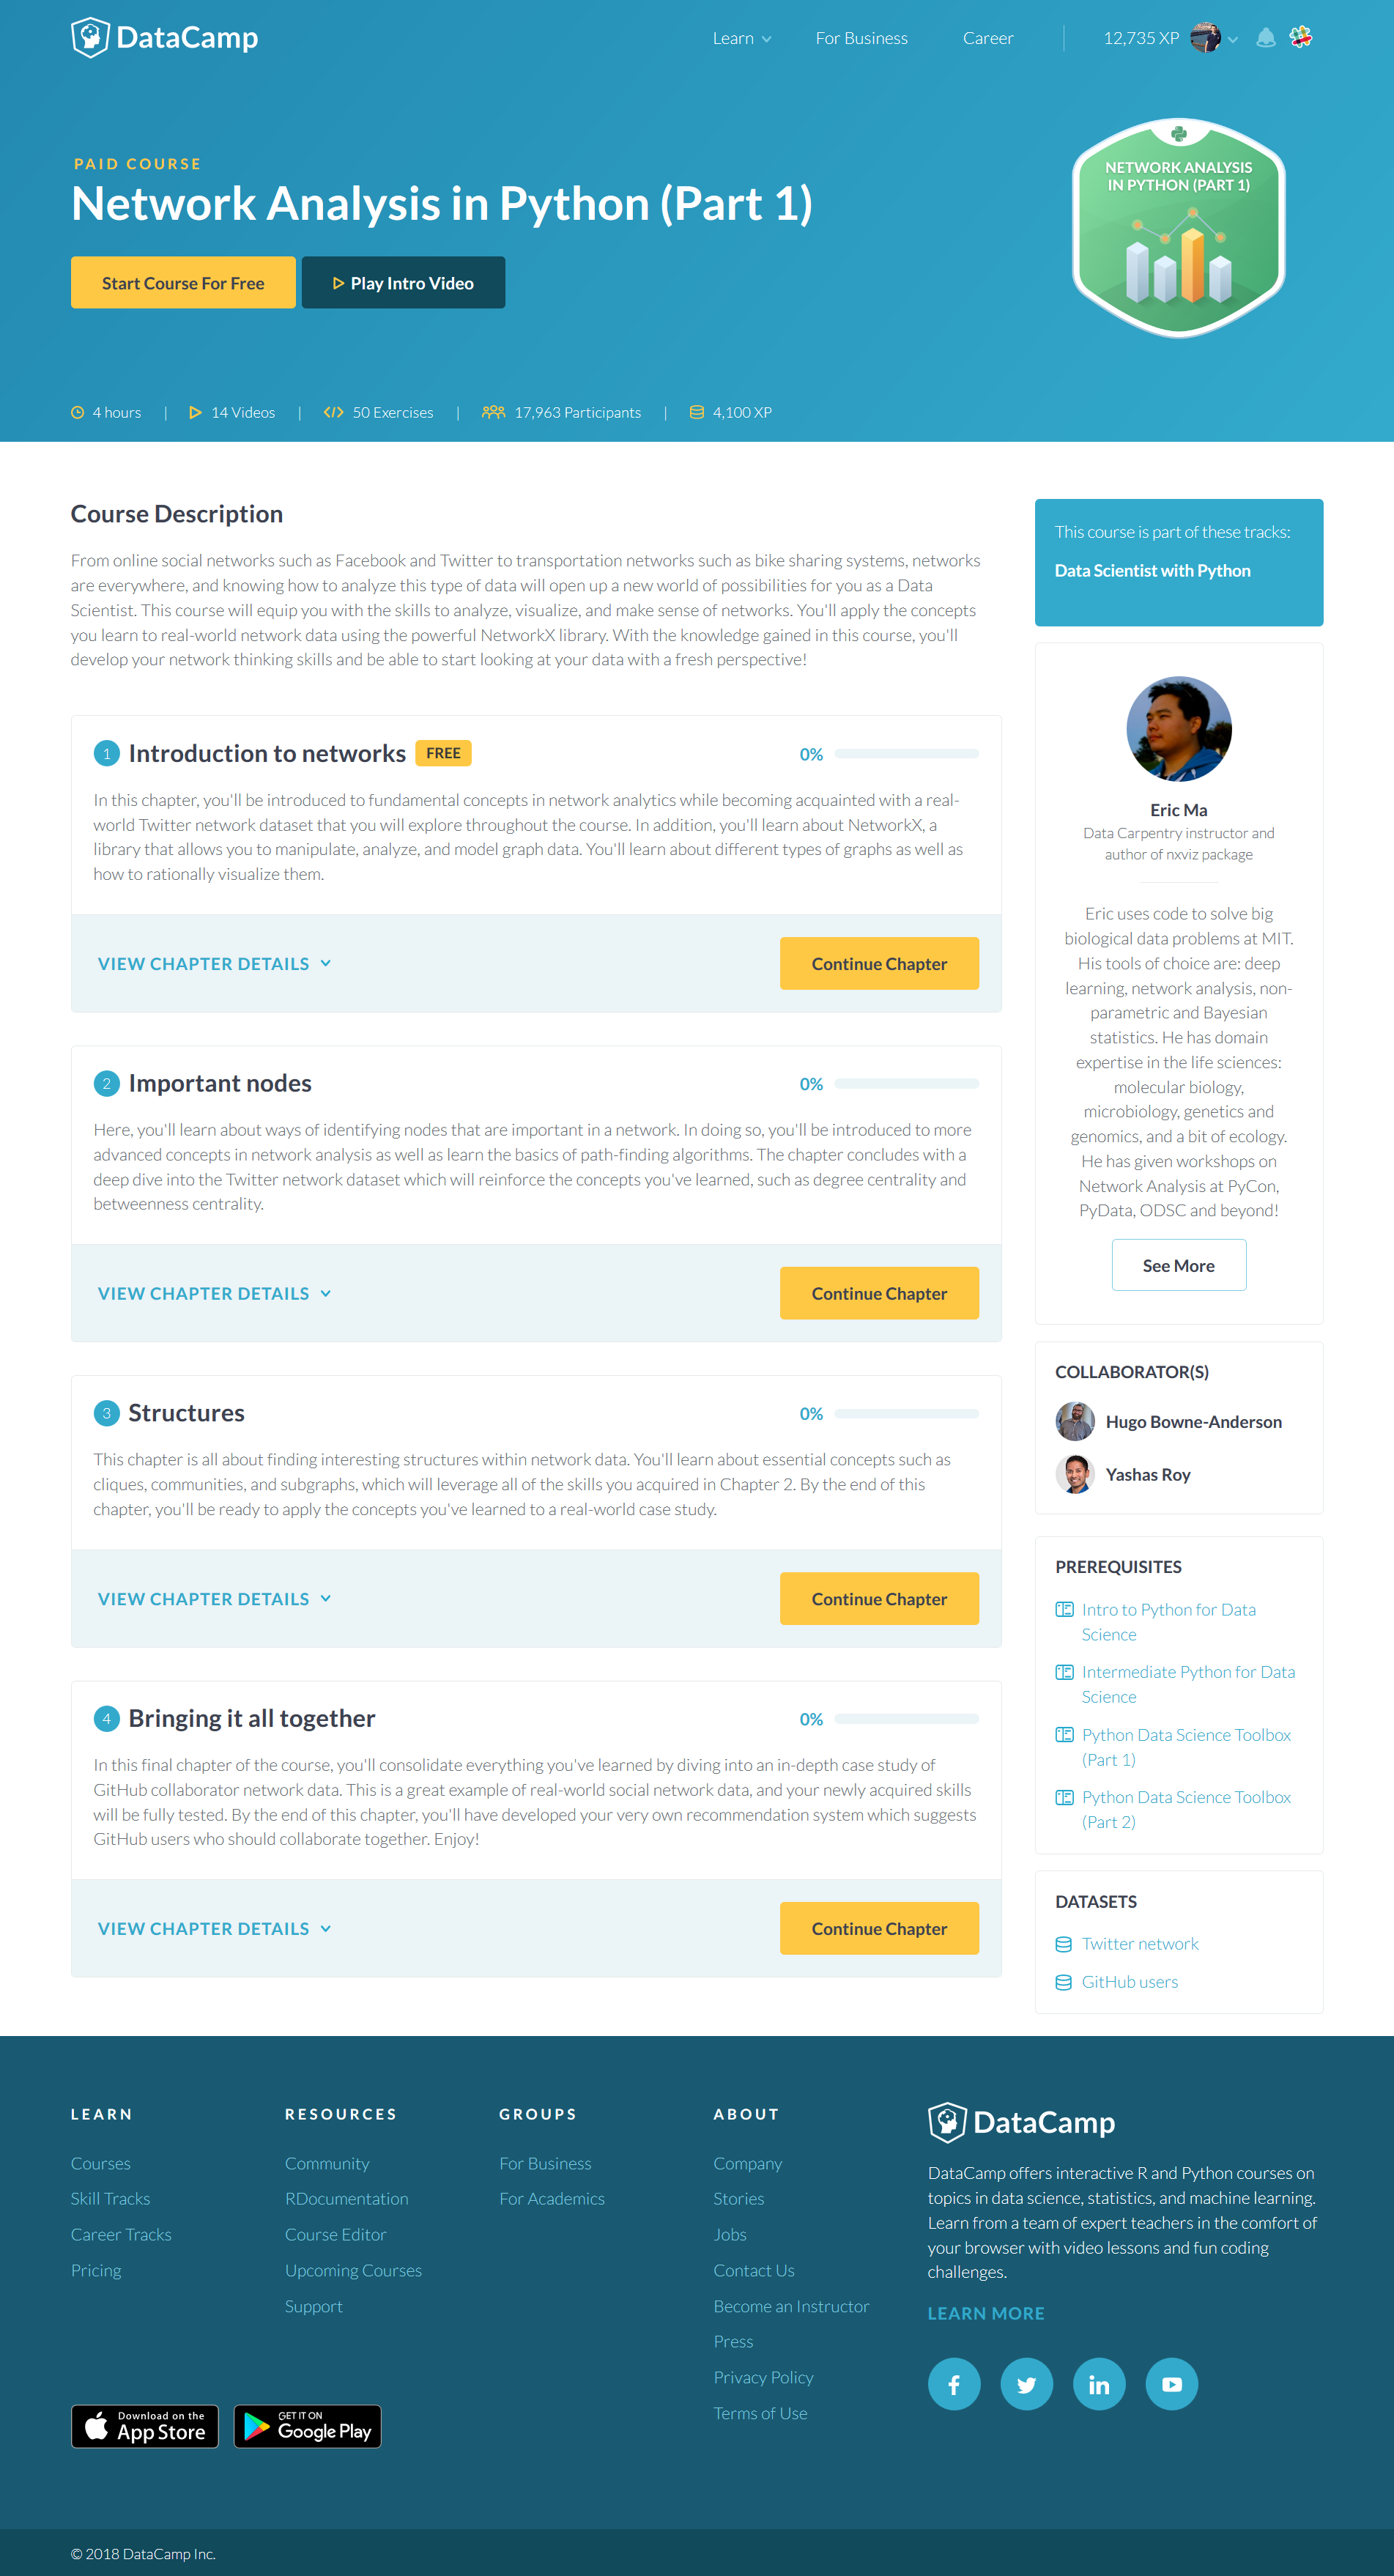 DataCamp
Learn
For Business
Career
12,735 XP
PAID COURSE
Network Analysis in Python (Part 1)
Start Course For Free
Play Intro Video
NETWORK ANALYSIS
IN PYTHON (PART 1)
4 hours | 14 Videos | 50 Exercises | 17,963 Participants | 4,100 XP
Course Description
From online social networks such as Facebook and Twitter to transportation networks such as bike sharing systems, networks
are everywhere, and knowing how to analyze this type of data will open up a new world of possibilities for you as a Data
Scientist. This course will equip you with the skills to analyze, visualize, and make sense of networks. You'll apply the concepts
you learn to real-world network data using the powerful NetworkX library. With the knowledge gained in this course, you'll
develop your network thinking skills and be able to start looking at your data with a fresh perspective!
1 Introduction to networks FREE 0%
In this chapter, you'll be introduced to fundamental concepts in network analytics while becoming acquainted with a real-
world Twitter network dataset that you will explore throughout the course. In addition, you'll learn about NetworkX, a
library that allows you to manipulate, analyze, and model graph data. You'll learn about different types of graphs as well as
how to rationally visualize them.
VIEW CHAPTER DETAILS
Continue Chapter
2 Important nodes 0%
Here, you'll learn about ways of identifying nodes that are important in a network. In doing so, you'll be introduced to more
advanced concepts in network analysis as well as learn the basics of path-finding algorithms. The chapter concludes with a
deep dive into the Twitter network dataset which will reinforce the concepts you've learned, such as degree centrality and
betweenness centrality.
VIEW CHAPTER DETAILS
Continue Chapter
3 Structures 0%
This chapter is all about finding interesting structures within network data. You'll learn about essential concepts such as
cliques, communities, and subgraphs, which will leverage all of the skills you acquired in Chapter 2. By the end of this
chapter, you'll be ready to apply the concepts you've learned to a real-world case study.
VIEW CHAPTER DETAILS
Continue Chapter
4 Bringing it all together 0%
In this final chapter of the course, you'll consolidate everything you've learned by diving into an in-depth case study of
GitHub collaborator network data. This is a great example of real-world social network data, and your newly acquired skills
will be fully tested. By the end of this chapter, you'll have developed your very own recommendation system which suggests
GitHub users who should collaborate together. Enjoy!
VIEW CHAPTER DETAILS
Continue Chapter
This course is part of these tracks:
Data Scientist with Python
Eric Ma
Data Carpentry instructor and
author of nxviz package
Eric uses code to solve big
biological data problems at MIT.
His tools of choice are: deep
learning, network analysis, non-
parametric and Bayesian
statistics. He has domain
expertise in the life sciences:
molecular biology,
microbiology, genetics and
genomics, and a bit of ecology.
He has given workshops on
Network Analysis at PyCon,
PyData, ODSC and beyond!
See More
COLLABORATOR(S)
Hugo Bowne-Anderson
Yashas Roy
PREREQUISITES
Intro to Python for Data
Science
Intermediate Python for Data
Science
Python Data Science Toolbox
(Part 1)
Python Data Science Toolbox
(Part 2)
DATASETS
Twitter network
GitHub users
LEARN
Courses
Skill Tracks
Career Tracks
Pricing
RESOURCES
Community
RDocumentation
Course Editor
Upcoming Courses
Support
GROUPS
For Business
For Academics
ABOUT
Company
Stories
Jobs
Contact Us
Become an Instructor
Press
Privacy Policy
Terms of Use
DataCamp
DataCamp offers interactive R and Python courses on
topics in data science, statistics, and machine learning.
Learn from a team of expert teachers in the comfort of
your browser with video lessons and fun coding
challenges.
LEARN MORE
f
in
Download on the
App Store
GET IT ON
Google Play
© 2018 DataCamp Inc.